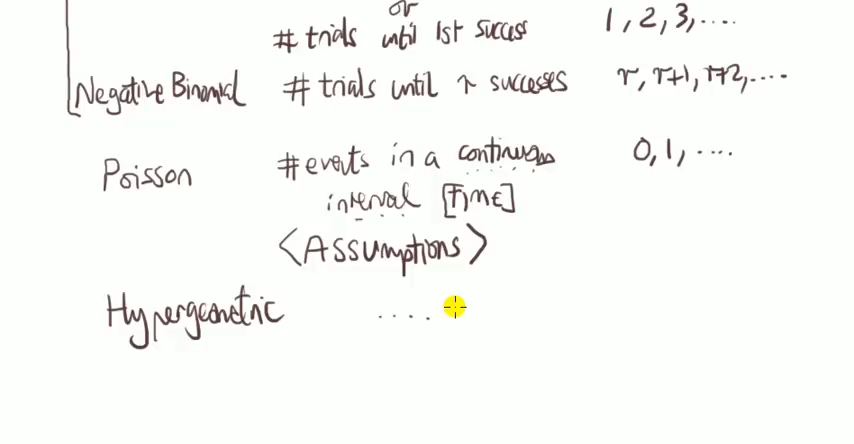 or
# trials until 1st success 1, 2, 3, ....
Negative Binomial # trials until r successes r, r+1, r+2, ....
Poisson # events in a continuous 0, 1, ....
interval [TIME]
<Assumptions>
Hypergeometric ....